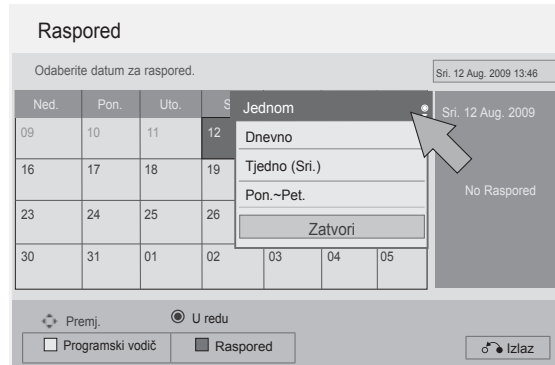 Raspored
Odaberite datum za raspored.
Sri. 12 Aug. 2009 13:46
Ned. Pon. Uto. S
Sri. 12 Aug. 2009
09 10 11 12
16 17 18 19
23 24 25 26
30 31 01 02 03 04 05
Jednom
Dnevno
Tjedno (Sri.)
Pon.~Pet.
Zatvori
No Raspored
Premj. U redu
Programski vodič Raspored Izlaz